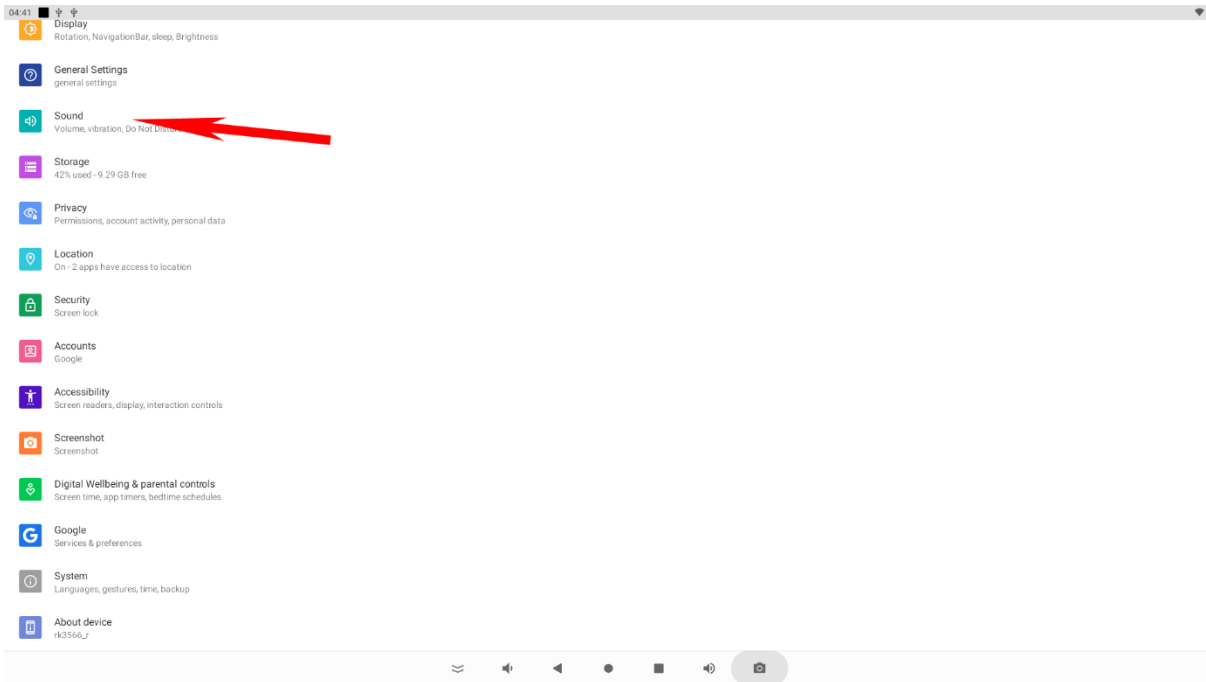 04:41
Display
Rotation, NavigationBar, sleep, Brightness
General Settings
general settings
Sound
Volume, vibration, Do Not
Storage
42% used - 9.29 GB free
Privacy
Permissions, account activity, personal data
Location
On - 2 apps have access to location
Security
Screen lock
Accounts
Google
Accessibility
Screen readers, display, interaction controls
Screenshot
Screenshot
Digital Wellbeing & parental controls
Screen time, app timers, bedtime schedules
G
Google
Services & preferences
System
Languages, gestures, time, backup
About device
rk3566_r